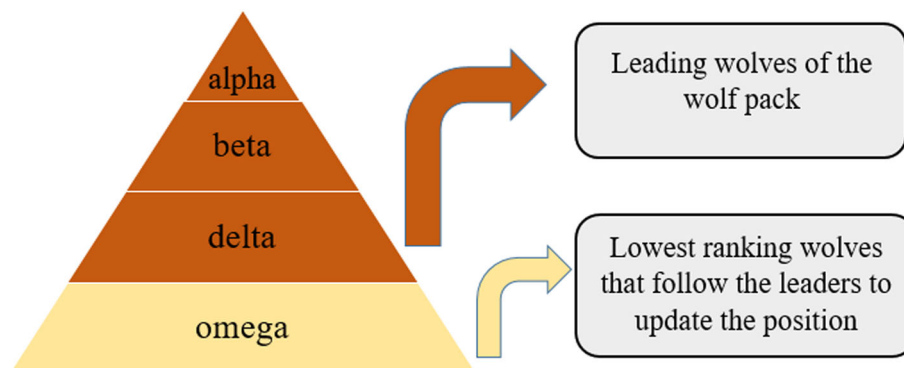 alpha
beta
delta
omega
Leading wolves of the
wolf pack
Lowest ranking wolves
that follow the leaders to
update the position